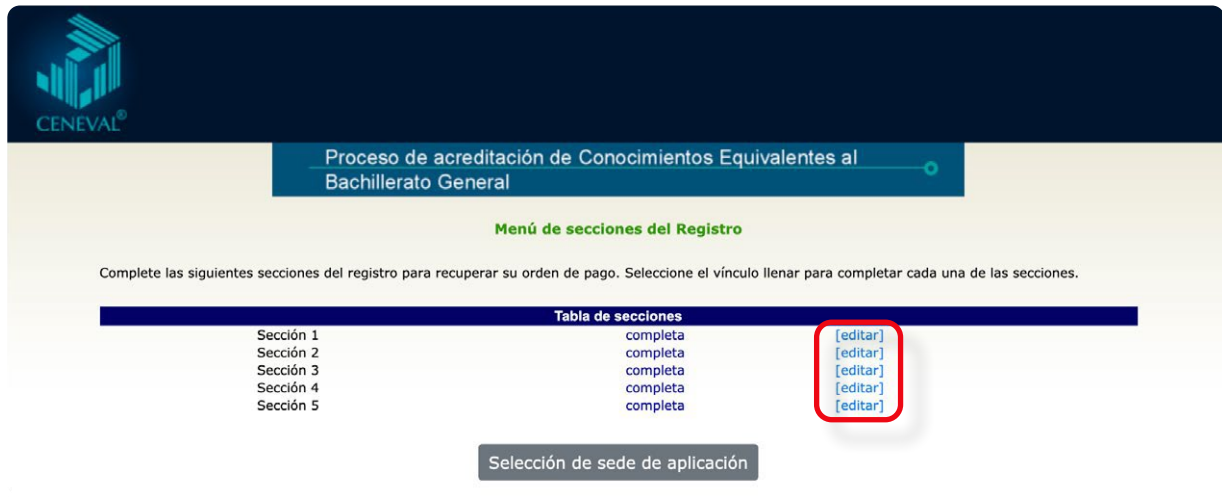 CENEVAL®
Proceso de acreditación de Conocimientos Equivalentes al
Bachillerato General
Menú de secciones del Registro
Complete las siguientes secciones del registro para recuperar su orden de pago. Seleccione el vínculo llenar para completar cada una de las secciones.
Tabla de secciones
Sección 1 completa [editar]
Sección 2 completa [editar]
Sección 3 completa [editar]
Sección 4 completa [editar]
Sección 5 completa [editar]
Selección de sede de aplicación